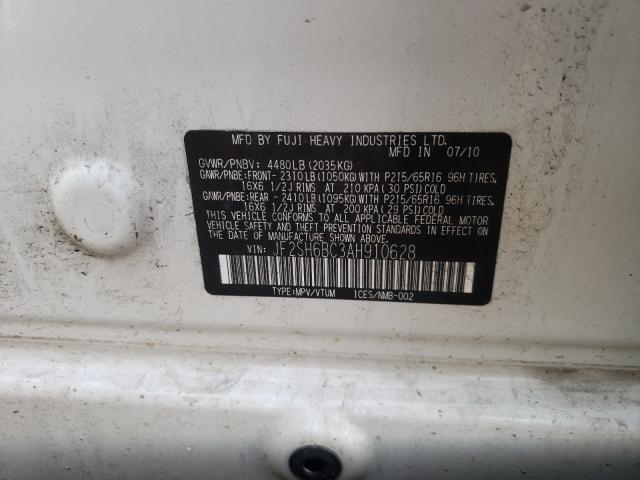 MFD BY FUJI HEAVY INDUSTRIES LTD.
MFD IN 07/10
GVWR/PNBV: 4480LB (2035KG)
GAWR/PNBE:FRONT- 2310LB(1050KG)WITH P215/65R16 96H TIRES,
16X6 1/2J RIMS AT 210 KPA( 30 PSI)COLD
GAWR/PNBE:REAR - 2410LB(1095KG)WITH P215/65R16 96H TIRES,
16X6 1/2J RIMS AT 200 KPA( 29 PSI)COLD
THIS VEHICLE CONFORMS TO ALL APPLICABLE FEDERAL MOTOR
VEHICLE SAFETY AND THEFT PREVENTION STANDARDS IN
EFFECT ON THE DATE OF MANUFACTURE SHOWN ABOVE.
VIN: JF2SH6BC3AH910628
TYPE:MPV/VTUM ICES/NMB-002